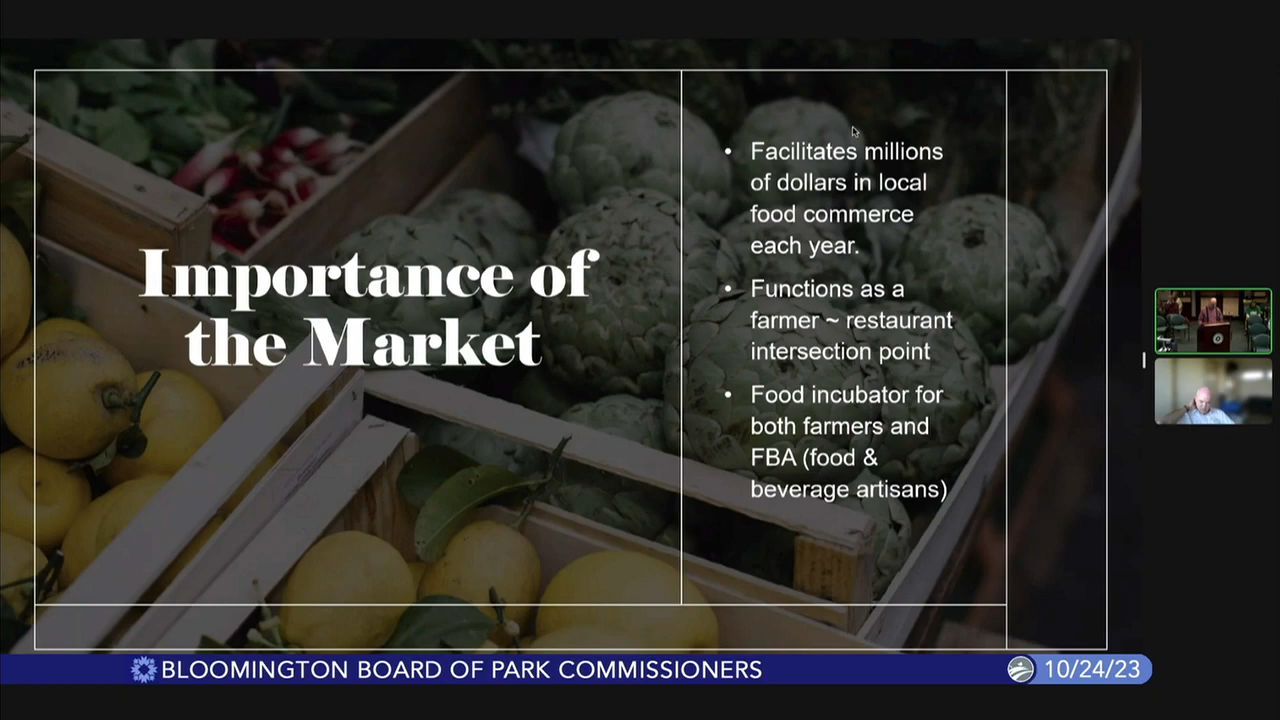 Importance of
the Market
• Facilitates millions
of dollars in local
food commerce
each year.
• Functions as a
farmer ~ restaurant
intersection point
• Food incubator for
both farmers and
FBA (food &
beverage artisans)
BLOOMINGTON BOARD OF PARK COMMISSIONERS
10/24/23